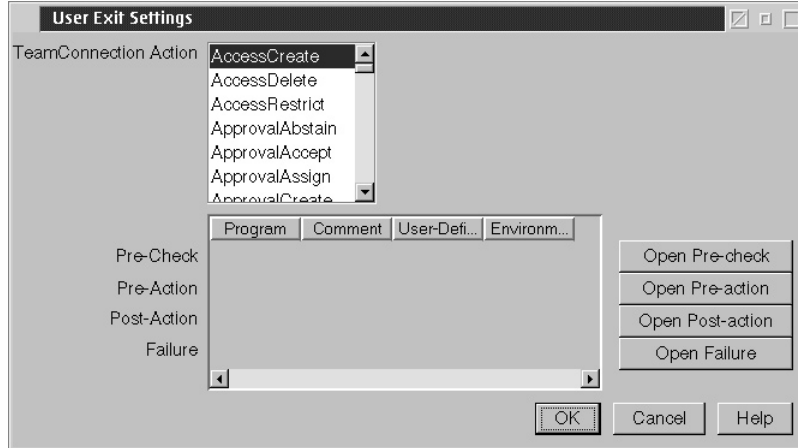 User Exit Settings
TeamConnection Action
AccessCreate
AccessDelete
AccessRestrict
ApprovalAbstain
ApprovalAccept
ApprovalAssign
ApprovalCreate
Program Comment User-Defi... Environm...
Pre-Check
Open Pre-check
Pre-Action
Open Pre-action
Post-Action
Open Post-action
Failure
Open Failure
OK Cancel Help